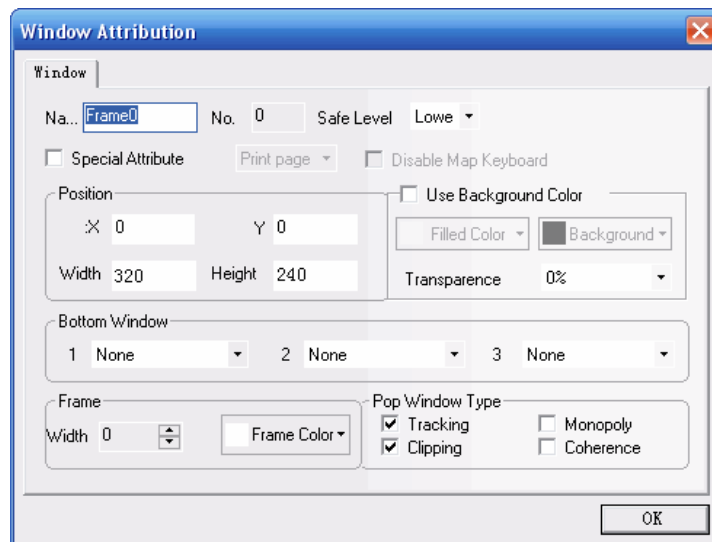 Window Attribution
Window
Na... Frame0 No. 0 Safe Level Lowe
Special Attribute Print page Disable Map Keyboard
Position Use Background Color
:X 0 Y 0 Filled Color Background
Width 320 Height 240 Transparence 0%
Bottom Window
1 None 2 None 3 None
Frame Pop Window Type
Tracking Monopoly
Width 0 Frame Color
Clipping Coherence
OK